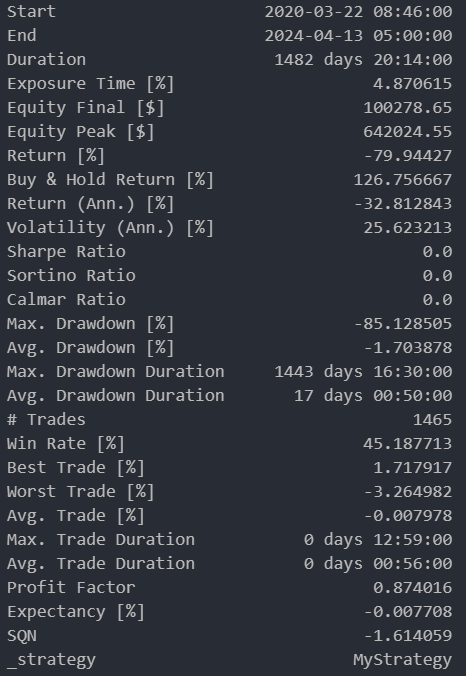 Start 2020-03-22 08:46:00
End 2024-04-13 05:00:00
Duration 1482 days 20:14:00
Exposure Time [%] 4.870615
Equity Final [$] 100278.65
Equity Peak [$] 642024.55
Return [%] -79.94427
Buy & Hold Return [%] 126.756667
Return (Ann.) [%] -32.812843
Volatility (Ann.) [%] 25.623213
Sharpe Ratio 0.0
Sortino Ratio 0.0
Calmar Ratio 0.0
Max. Drawdown [%] -85.128505
Avg. Drawdown [%] -1.703878
Max. Drawdown Duration 1443 days 16:30:00
Avg. Drawdown Duration 17 days 00:50:00
# Trades 1465
Win Rate [%] 45.187713
Best Trade [%] 1.717917
Worst Trade [%] -3.264982
Avg. Trade [%] -0.007978
Max. Trade Duration 0 days 12:59:00
Avg. Trade Duration 0 days 00:56:00
Profit Factor 0.874016
Expectancy [%] -0.007708
SQN -1.614059
_strategy MyStrategy